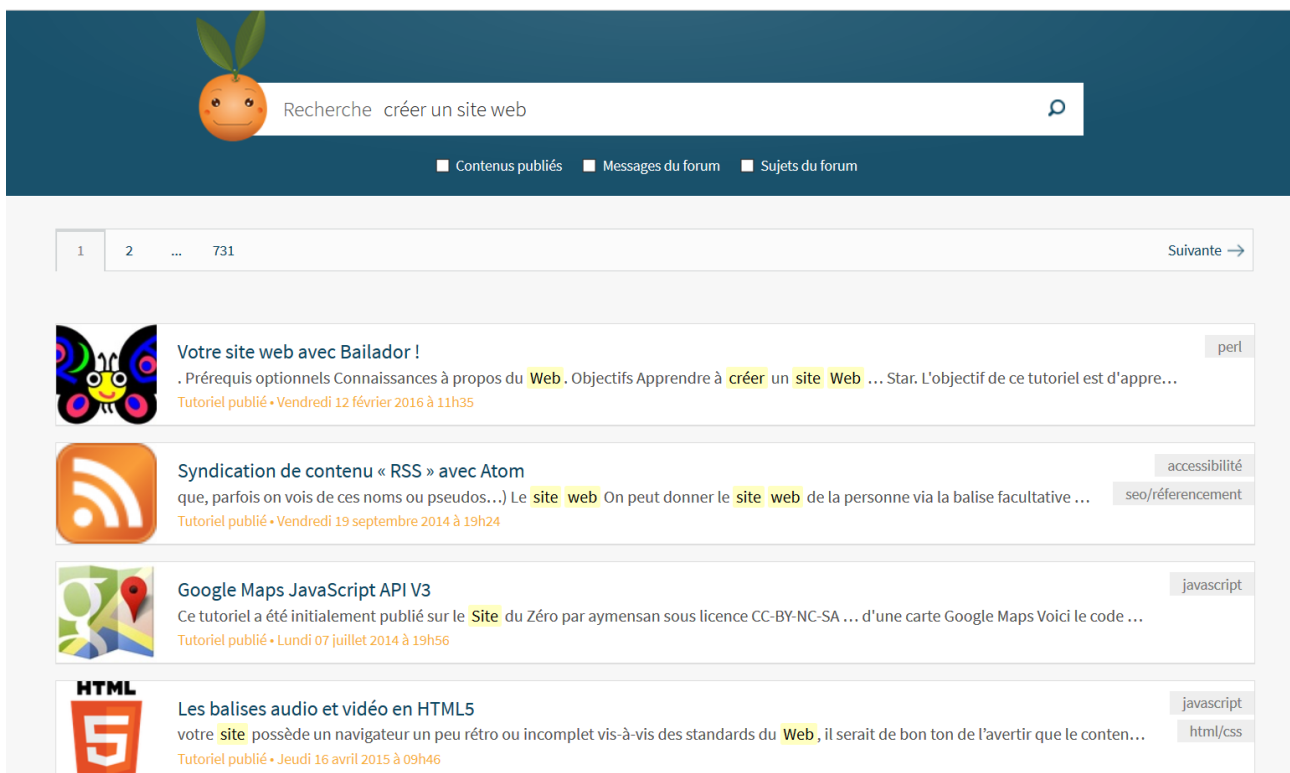 Recherche créer un site web
Contenus publiés Messages du forum Sujets du forum
1 2 ... 731 Suivante →
Votre site web avec Bailador !
perl
. Prérequis optionnels Connaissances à propos du Web. Objectifs Apprendre à créer un site Web … Star. L'objectif de ce tutoriel est d'appre…
Tutoriel publié • Vendredi 12 février 2016 à 11h35
Syndication de contenu « RSS » avec Atom
accessibilité
que, parfois on vois de ces noms ou pseudos…) Le site web On peut donner le site web de la personne via la balise facultative …
seo/réferencement
Tutoriel publié • Vendredi 19 septembre 2014 à 19h24
Google Maps JavaScript API V3
javascript
Ce tutoriel a été initialement publié sur le Site du Zéro par aymensan sous licence CC-BY-NC-SA … d'une carte Google Maps Voici le code …
Tutoriel publié • Lundi 07 juillet 2014 à 19h56
HTML
5
Les balises audio et vidéo en HTML5
javascript
votre site possède un navigateur un peu rétro ou incomplet vis-à-vis des standards du Web, il serait de bon ton de l’avertir que le conten…
html/css
Tutoriel publié • Jeudi 16 avril 2015 à 09h46